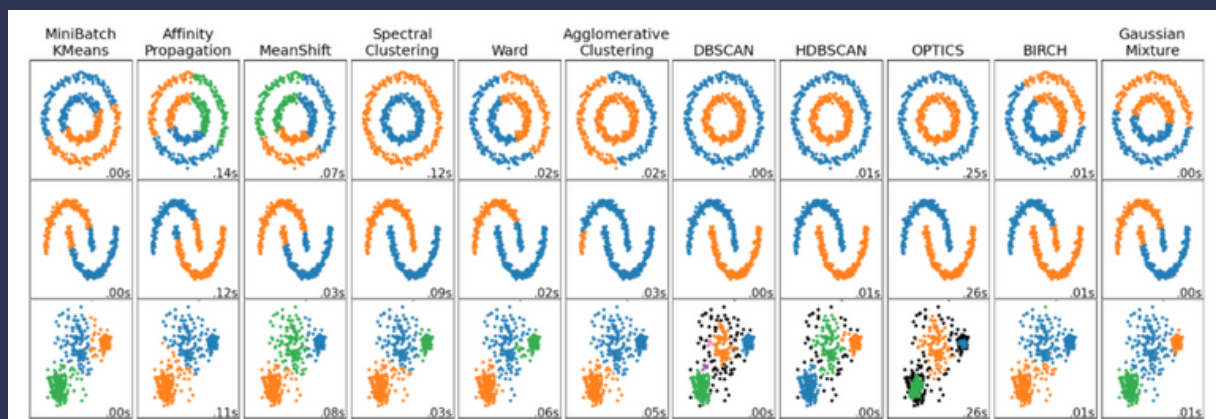 MiniBatch
KMeans
Affinity
Propagation
MeanShift
Spectral
Clustering
Ward
Agglomerative
Clustering
DBSCAN
HDBSCAN
OPTICS
BIRCH
Gaussian
Mixture
.00s .14s .07s .12s .02s .02s .00s .01s .25s .01s .00s
.00s .12s .03s .09s .02s .03s .00s .01s .26s .01s .00s
.00s .11s .08s .03s .06s .05s .00s .01s .26s .01s .01s